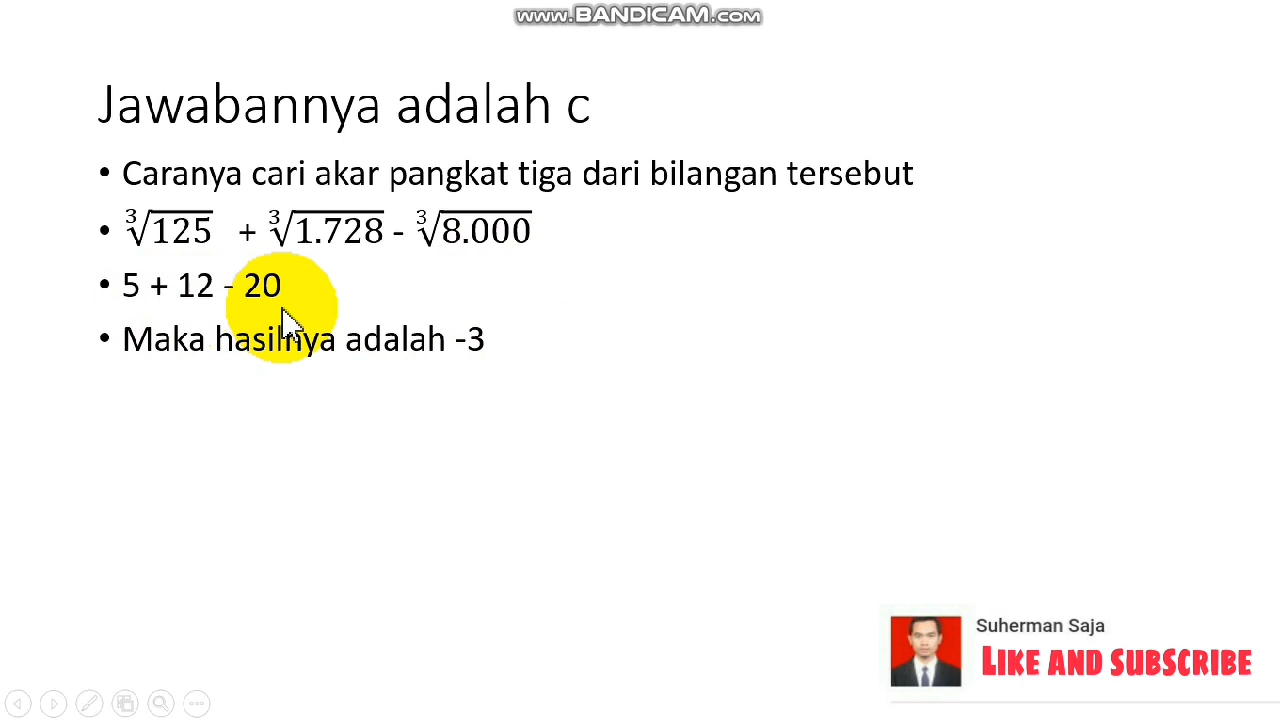 www.BANDICAM.com
Jawabannya adalah c
• Caranya cari akar pangkat tiga dari bilangan tersebut
• ∛125 + ∛1.728 - ∛8.000
• 5 + 12 - 20
• Maka hasilnya adalah -3
Suherman Saja
LIKE AND SUBSCRIBE